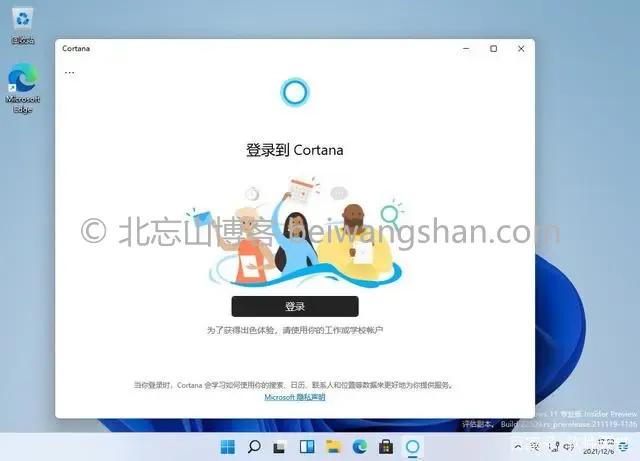 回收站
Microsoft
Edge
Cortana
...
登录到 Cortana
© 北忘山博客 beiwangshan.com
登录
为了获得出色体验，请使用你的工作或学校帐户
当你登录时，Cortana 会学习如何使用你的搜索、日历、联系人和位置等数据来更好地为你提供服务。
Microsoft 隐私声明
11 专业版 Insider Preview
评估副本。 Build 22509.rs_prerelease.211119-1136
17:52
2021/12/6